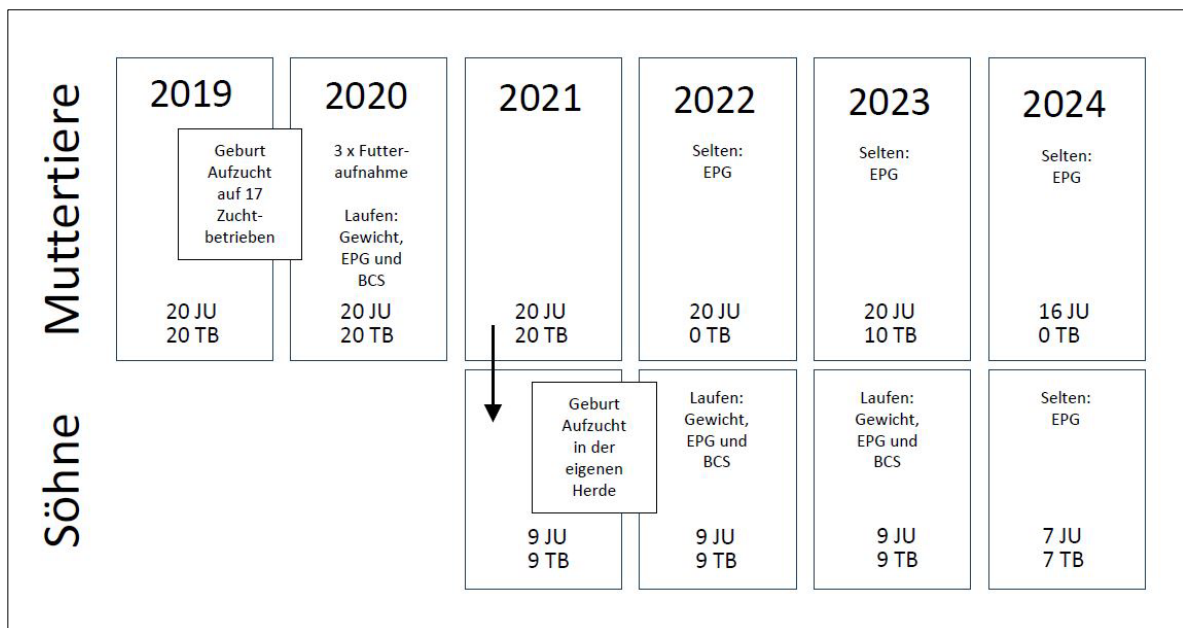 Muttertiere
2019
Geburt
Aufzucht
auf 17
Zucht-
betrieben
20 JU
20 TB
2020
3 x Futter-
aufnahme
Laufen:
Gewicht,
EPG und
BCS
20 JU
20 TB
2021
20 JU
20 TB
2022
Selten:
EPG
20 JU
0 TB
2023
Selten:
EPG
20 JU
10 TB
2024
Selten:
EPG
16 JU
0 TB
Söhne
Geburt
Aufzucht
in der
eigenen
Herde
9 JU
9 TB
Laufen:
Gewicht,
EPG und
BCS
9 JU
9 TB
Laufen:
Gewicht,
EPG und
BCS
9 JU
9 TB
Selten:
EPG
7 JU
7 TB